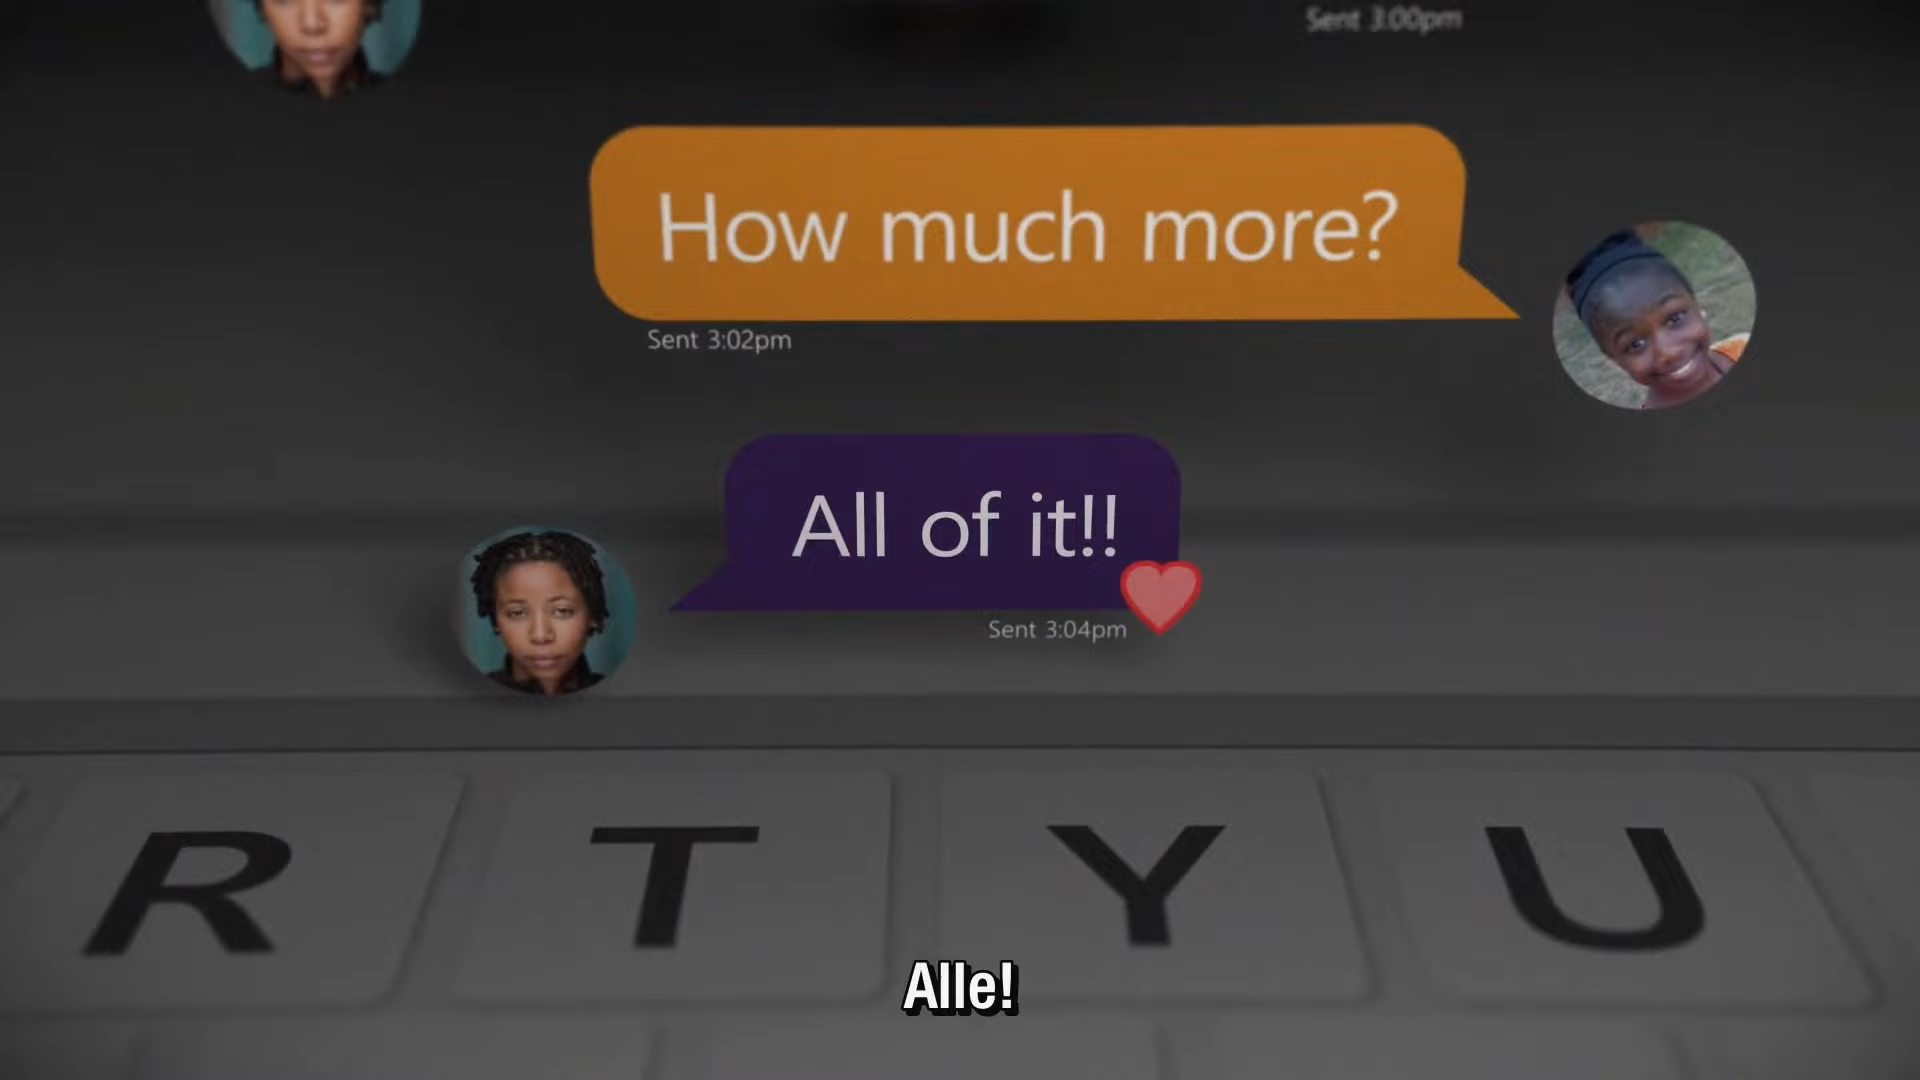 Sent 3:00pm
How much more?
Sent 3:02pm
All of it!!
Sent 3:04pm
R T Y U
Alle!